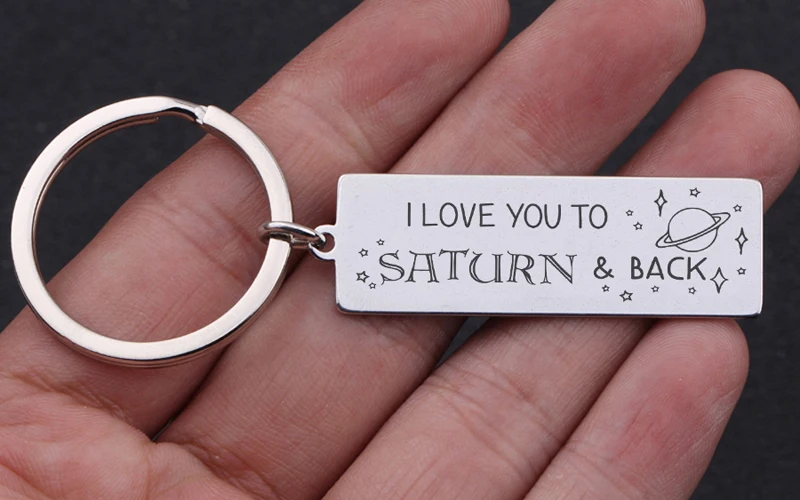 I LOVE YOU TO
SATURN & BACK